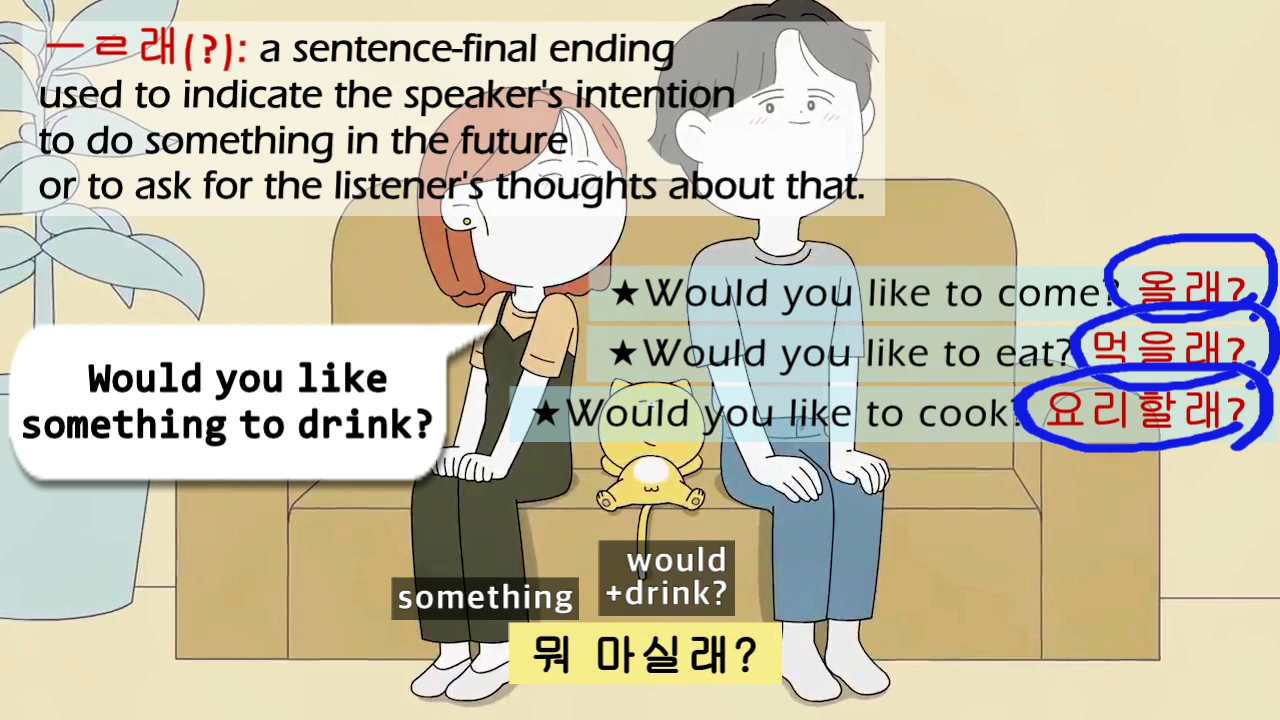 ㅡㄹ래(?): a sentence-final ending
used to indicate the speaker's intention
to do something in the future
or to ask for the listener's thoughts about that.
★Would you like to come? 올래?
★Would you like to eat? 먹을래?
★Would you like to cook? 요리할래?
Would you like
something to drink?
would
something +drink?
뭐 마실래?